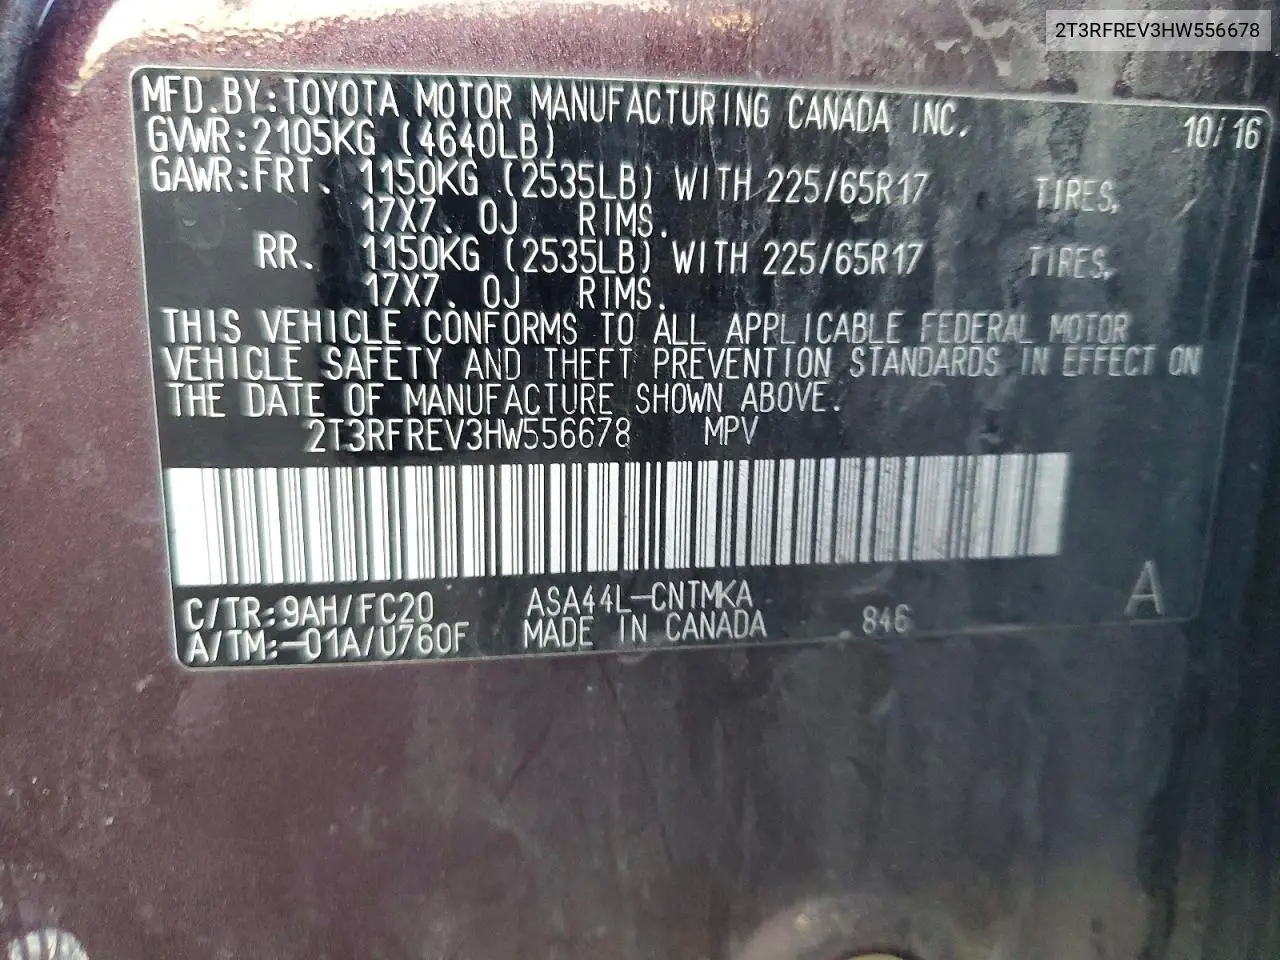 2T3RFREV3HW556678
MFD.BY:TOYOTA MOTOR MANUFACTURING CANADA INC. 10/16
GVWR:2105KG (4640LB)
GAWR:FRT. 1150KG (2535LB) WITH 225/65R17 TIRES,
17X7.0J RIMS.
RR. 1150KG (2535LB) WITH 225/65R17 TIRES,
17X7.0J RIMS.
THIS VEHICLE CONFORMS TO ALL APPLICABLE FEDERAL MOTOR
VEHICLE SAFETY AND THEFT PREVENTION STANDARDS IN EFFECT ON
THE DATE OF MANUFACTURE SHOWN ABOVE.
2T3RFREV3HW556678 MPV
C/TR:9AH/FC20 ASA44L-CNTMKA A
A/TM:-01A/U760F MADE IN CANADA 846